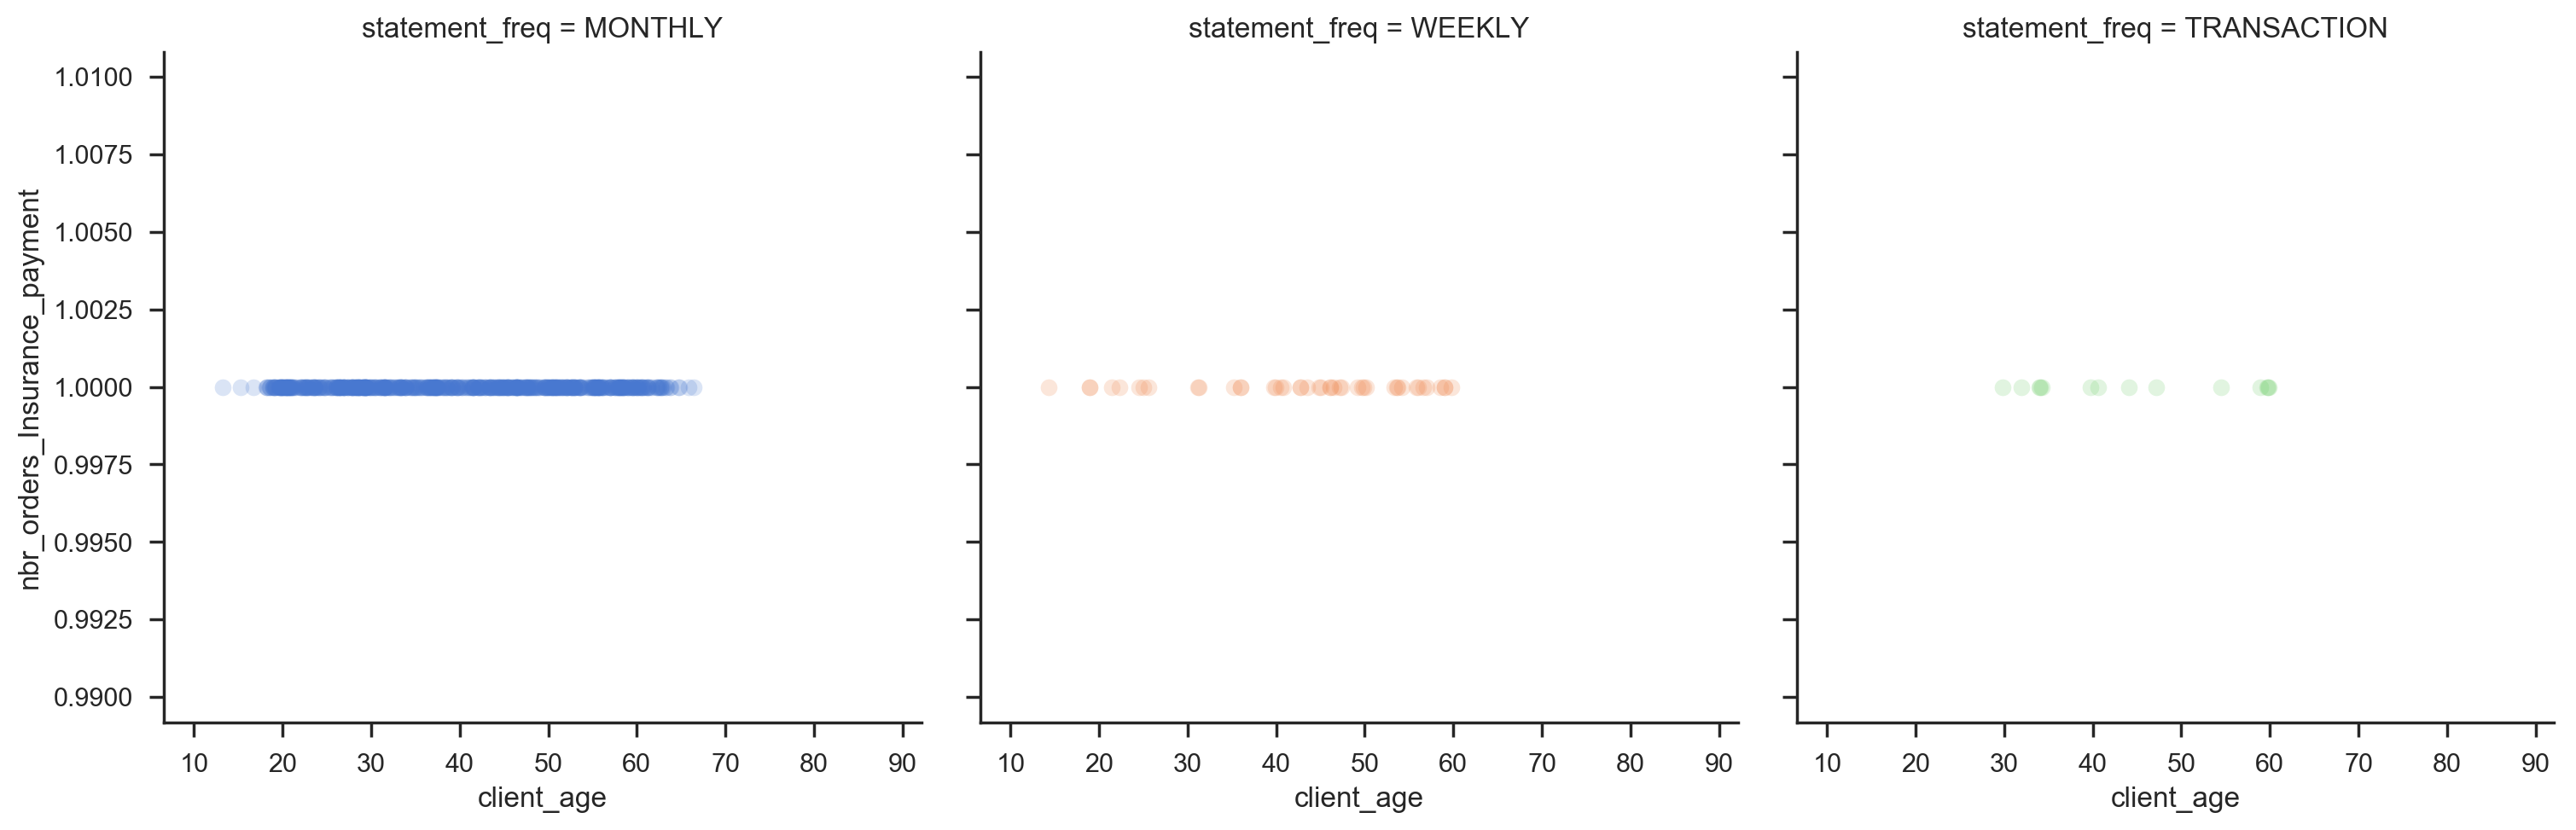 statement_freq = MONTHLY
statement_freq = WEEKLY
statement_freq = TRANSACTION
nbr_orders_Insurance_payment
1.0100
1.0075
1.0050
1.0025
1.0000
0.9975
0.9950
0.9925
0.9900
10 20 30 40 50 60 70 80 90
10 20 30 40 50 60 70 80 90
10 20 30 40 50 60 70 80 90
client_age
client_age
client_age